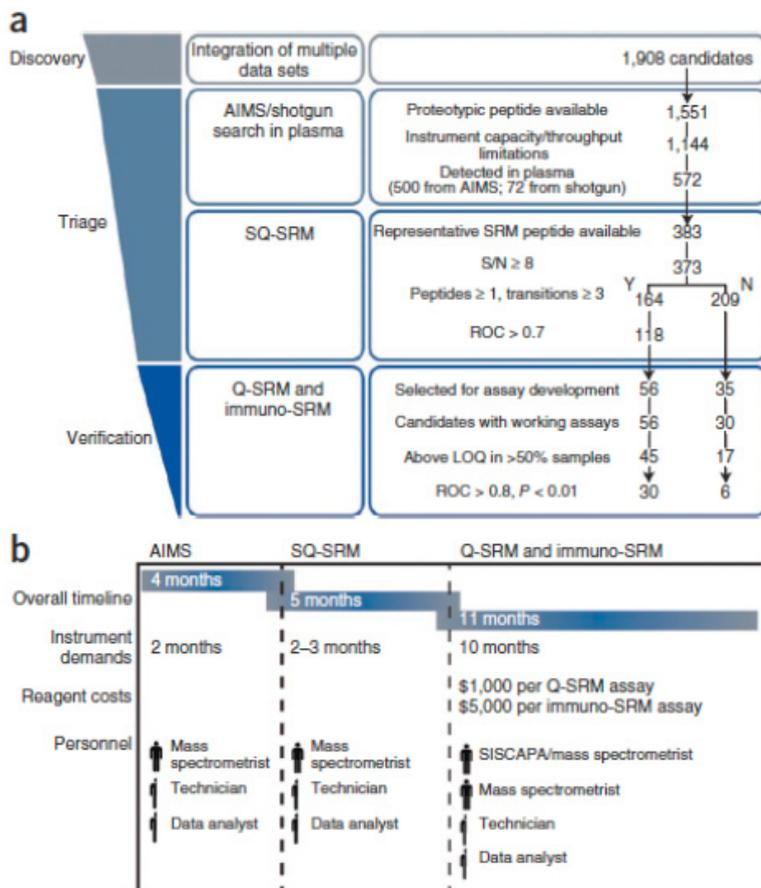 a
Discovery
Integration of multiple
data sets
1,908 candidates
Triage
AIMS/shotgun
search in plasma
Proteotypic peptide available
1,551
Instrument capacity/throughput
limitations
1,144
Detected in plasma
(500 from AIMS; 72 from shotgun)
572
SQ-SRM
Representative SRM peptide available
383
S/N ≥ 8
373
Y
N
Peptides ≥ 1, transitions ≥ 3
164
209
ROC > 0.7
118
Verification
Q-SRM and
immuno-SRM
Selected for assay development
56
35
Candidates with working assays
56
30
Above LOQ in >50% samples
45
17
ROC > 0.8, P < 0.01
30
6
b
AIMS
SQ-SRM
Q-SRM and immuno-SRM
Overall timeline
4 months
5 months
11 months
Instrument
demands
2 months
2–3 months
10 months
Reagent costs
$1,000 per Q-SRM assay
$5,000 per immuno-SRM assay
Personnel
Mass
spectrometrist
Technician
Data analyst
Mass
spectrometrist
Technician
Data analyst
SISCAPA/mass spectrometrist
Mass spectrometrist
Technician
Data analyst